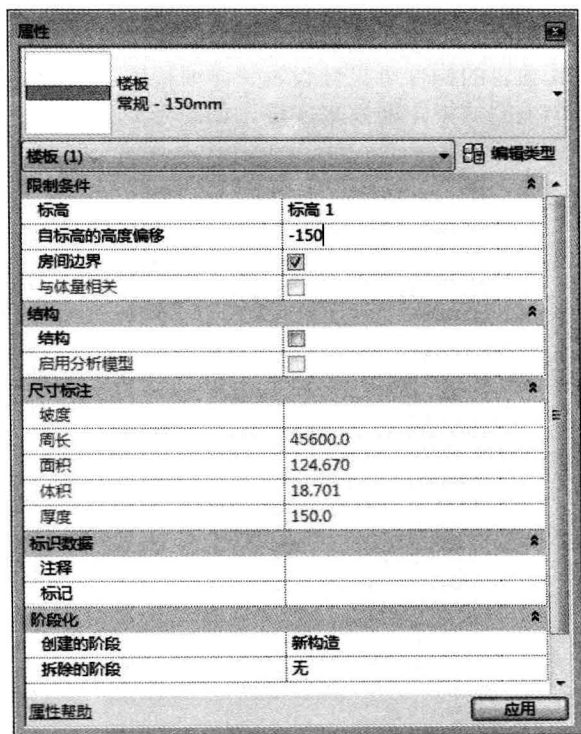 属性
楼板
常规 - 150mm
楼板 (1) 编辑类型
限制条件
标高 标高 1
自标高的高度偏移 -150
房间边界
与体量相关
结构
结构
启用分析模型
尺寸标注
坡度
周长 45600.0
面积 124.670
体积 18.701
厚度 150.0
标识数据
注释
标记
阶段化
创建的阶段 新构造
拆除的阶段 无
属性帮助 应用